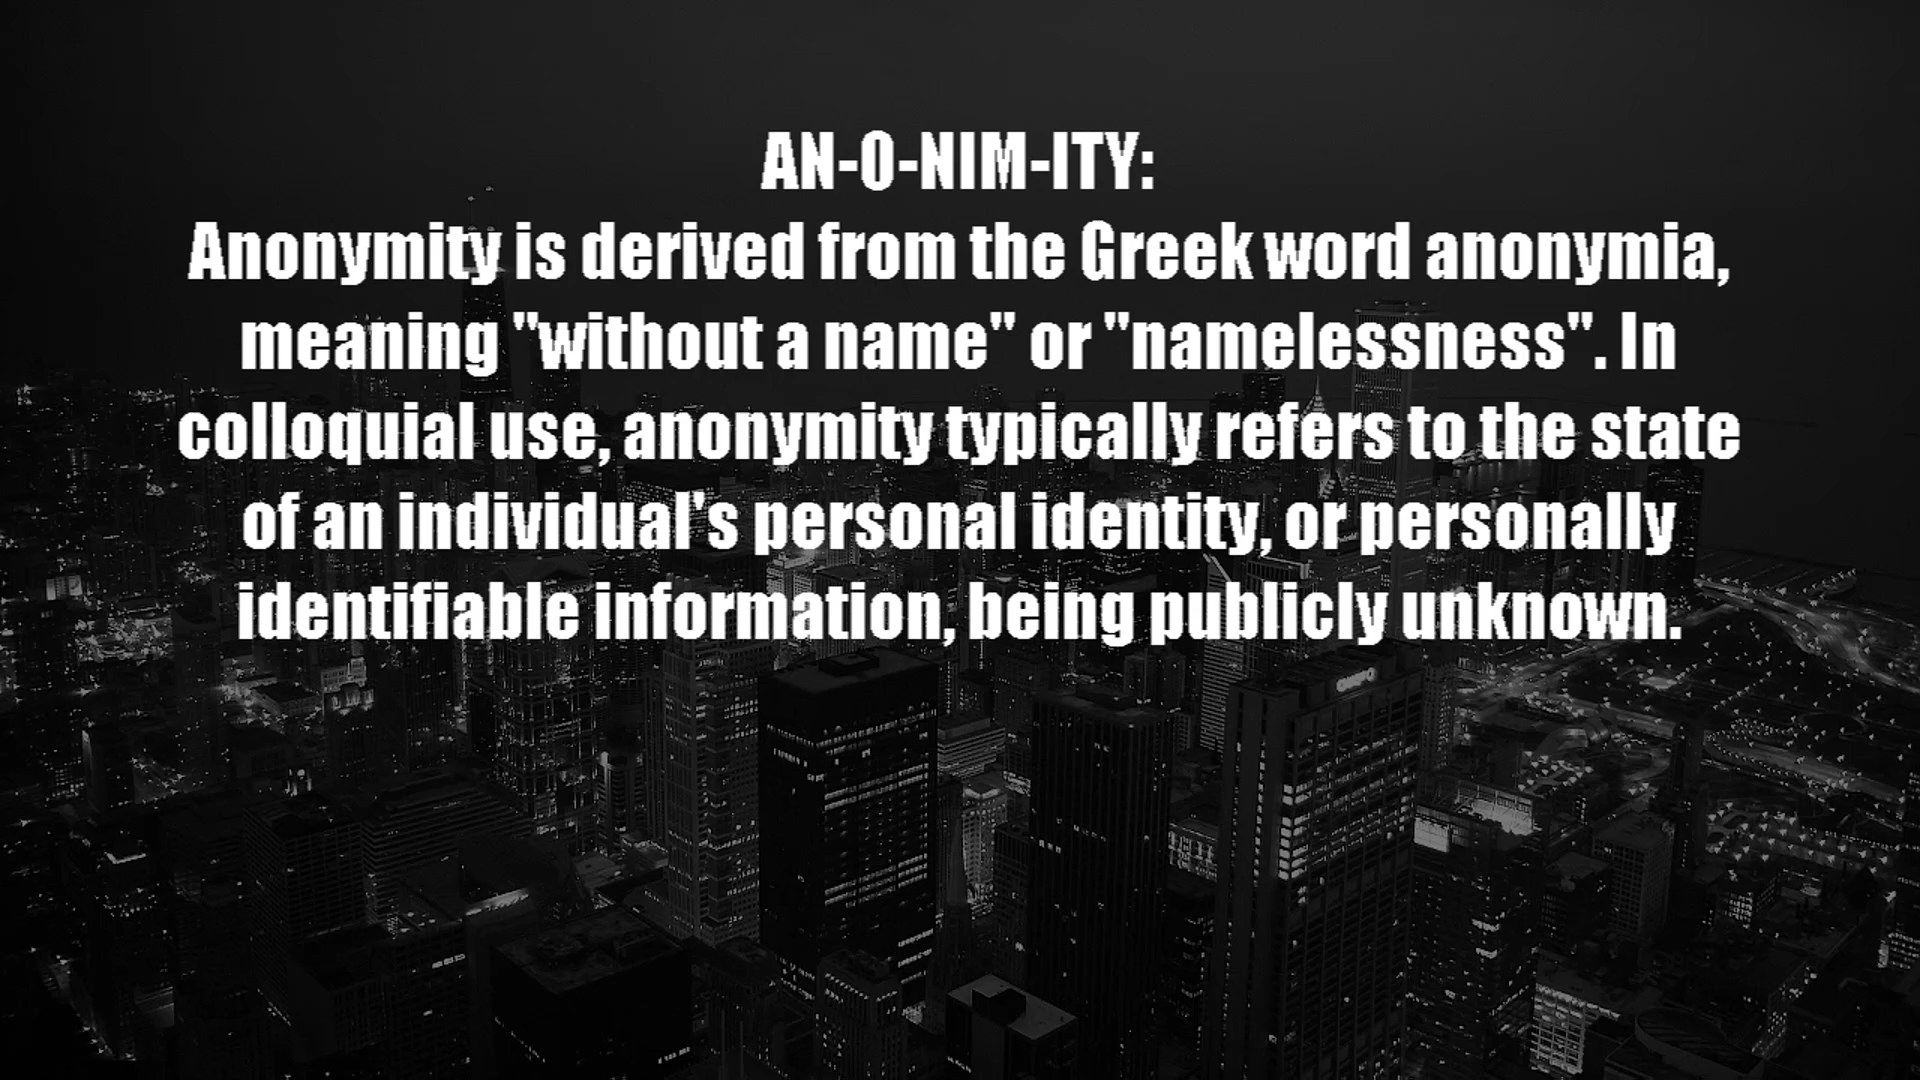 AN-O-NIM-ITY:
Anonymity is derived from the Greek word anonymia,
meaning "without a name" or "namelessness". In
colloquial use, anonymity typically refers to the state
of an individual's personal identity, or personally
identifiable information, being publicly unknown.